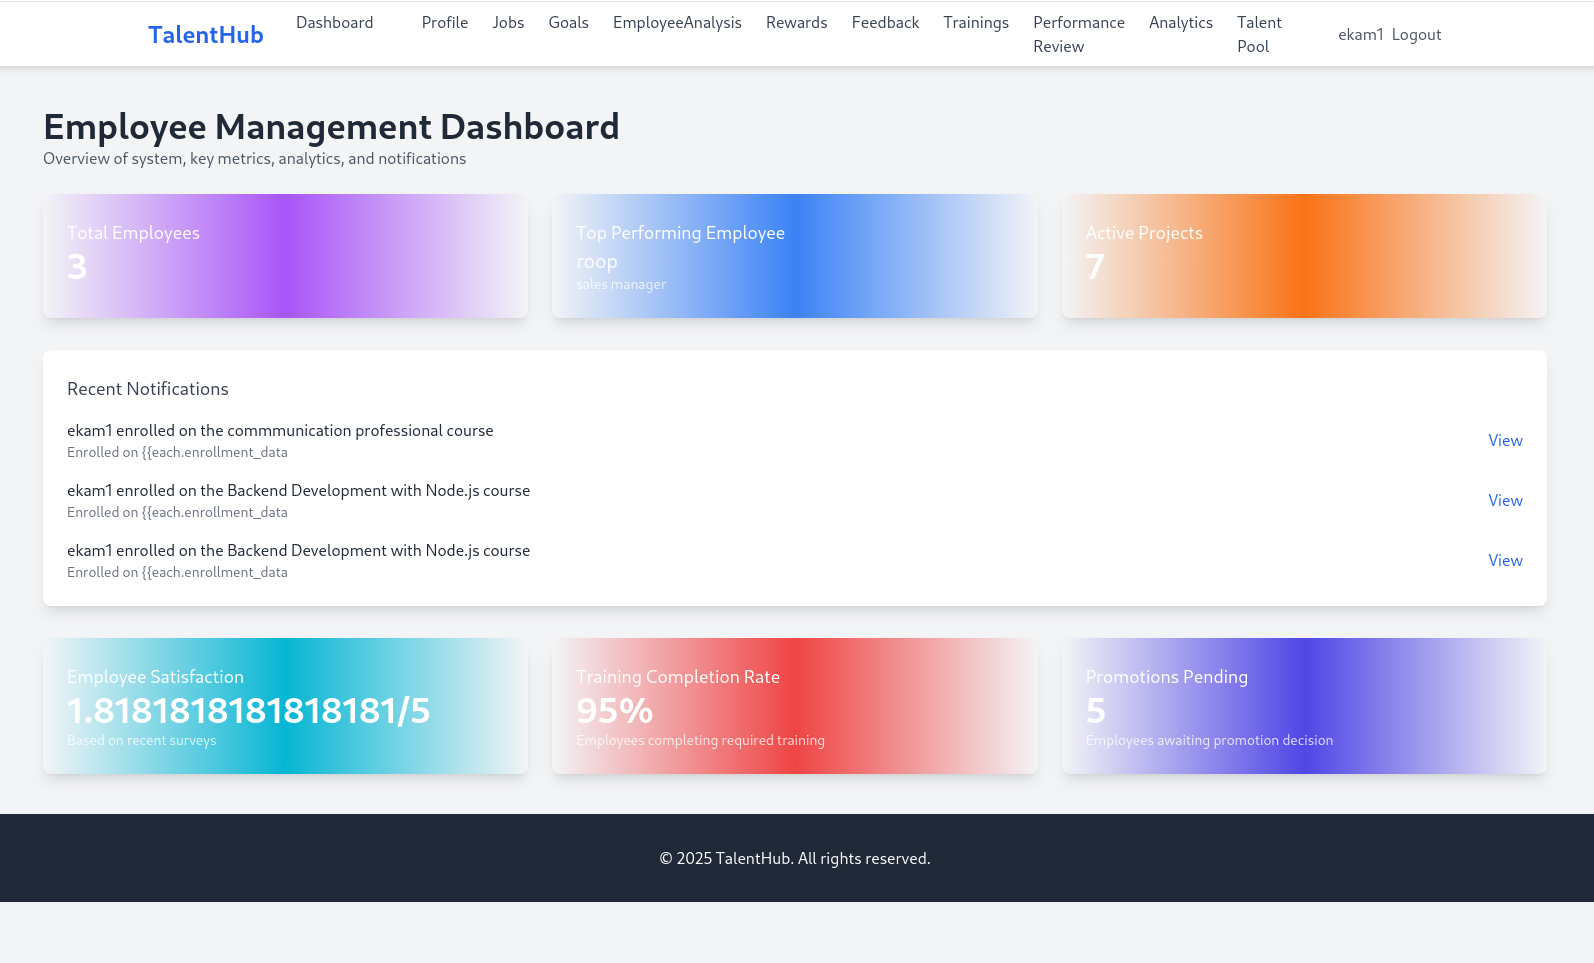 TalentHub
Dashboard
Profile
Jobs
Goals
EmployeeAnalysis
Rewards
Feedback
Trainings
Performance
Review
Analytics
Talent
Pool
ekam1 Logout
Employee Management Dashboard
Overview of system, key metrics, analytics, and notifications
Total Employees
3
Top Performing Employee
roop
sales manager
Active Projects
7
Recent Notifications
ekam1 enrolled on the commmunication professional course
Enrolled on {{each.enrollment_data
View
ekam1 enrolled on the Backend Development with Node.js course
Enrolled on {{each.enrollment_data
View
ekam1 enrolled on the Backend Development with Node.js course
Enrolled on {{each.enrollment_data
View
Employee Satisfaction
1.8181818181818181/5
Based on recent surveys
Training Completion Rate
95%
Employees completing required training
Promotions Pending
5
Employees awaiting promotion decision
© 2025 TalentHub. All rights reserved.